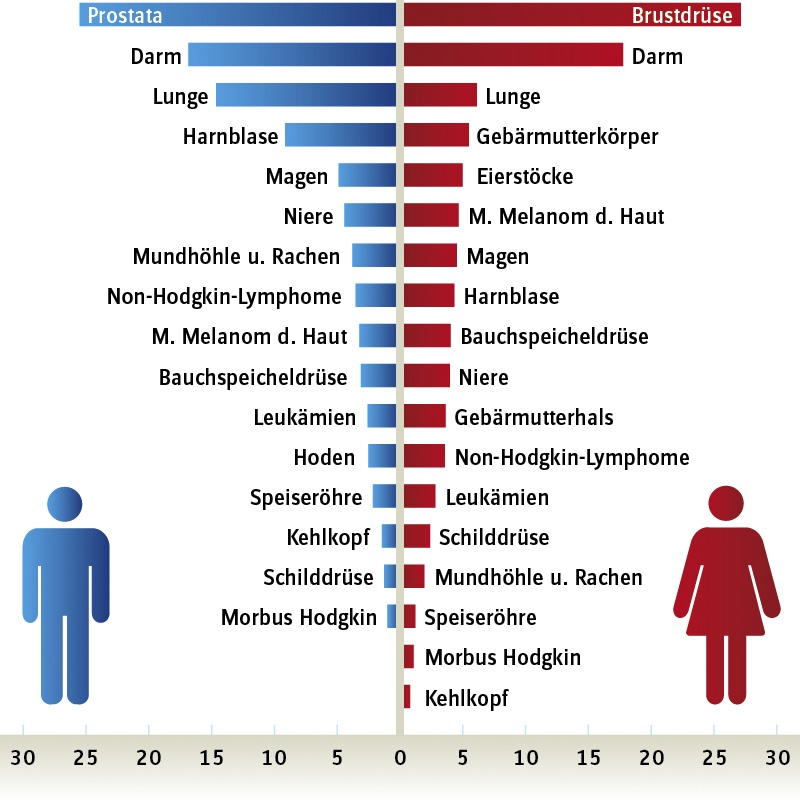 Prostata Brustdrüse
Darm Darm
Lunge Lunge
Harnblase Gebärmutterkörper
Magen Eierstöcke
Niere M. Melanom d. Haut
Mundhöhle u. Rachen Magen
Non-Hodgkin-Lymphome Harnblase
M. Melanom d. Haut Bauchspeicheldrüse
Bauchspeicheldrüse Niere
Leukämien Gebärmutterhals
Hoden Non-Hodgkin-Lymphome
Speiseröhre Leukämien
Kehlkopf Schilddrüse
Schilddrüse Mundhöhle u. Rachen
Morbus Hodgkin Speiseröhre
Morbus Hodgkin
Kehlkopf
30 25 20 15 10 5 0 5 10 15 20 25 30